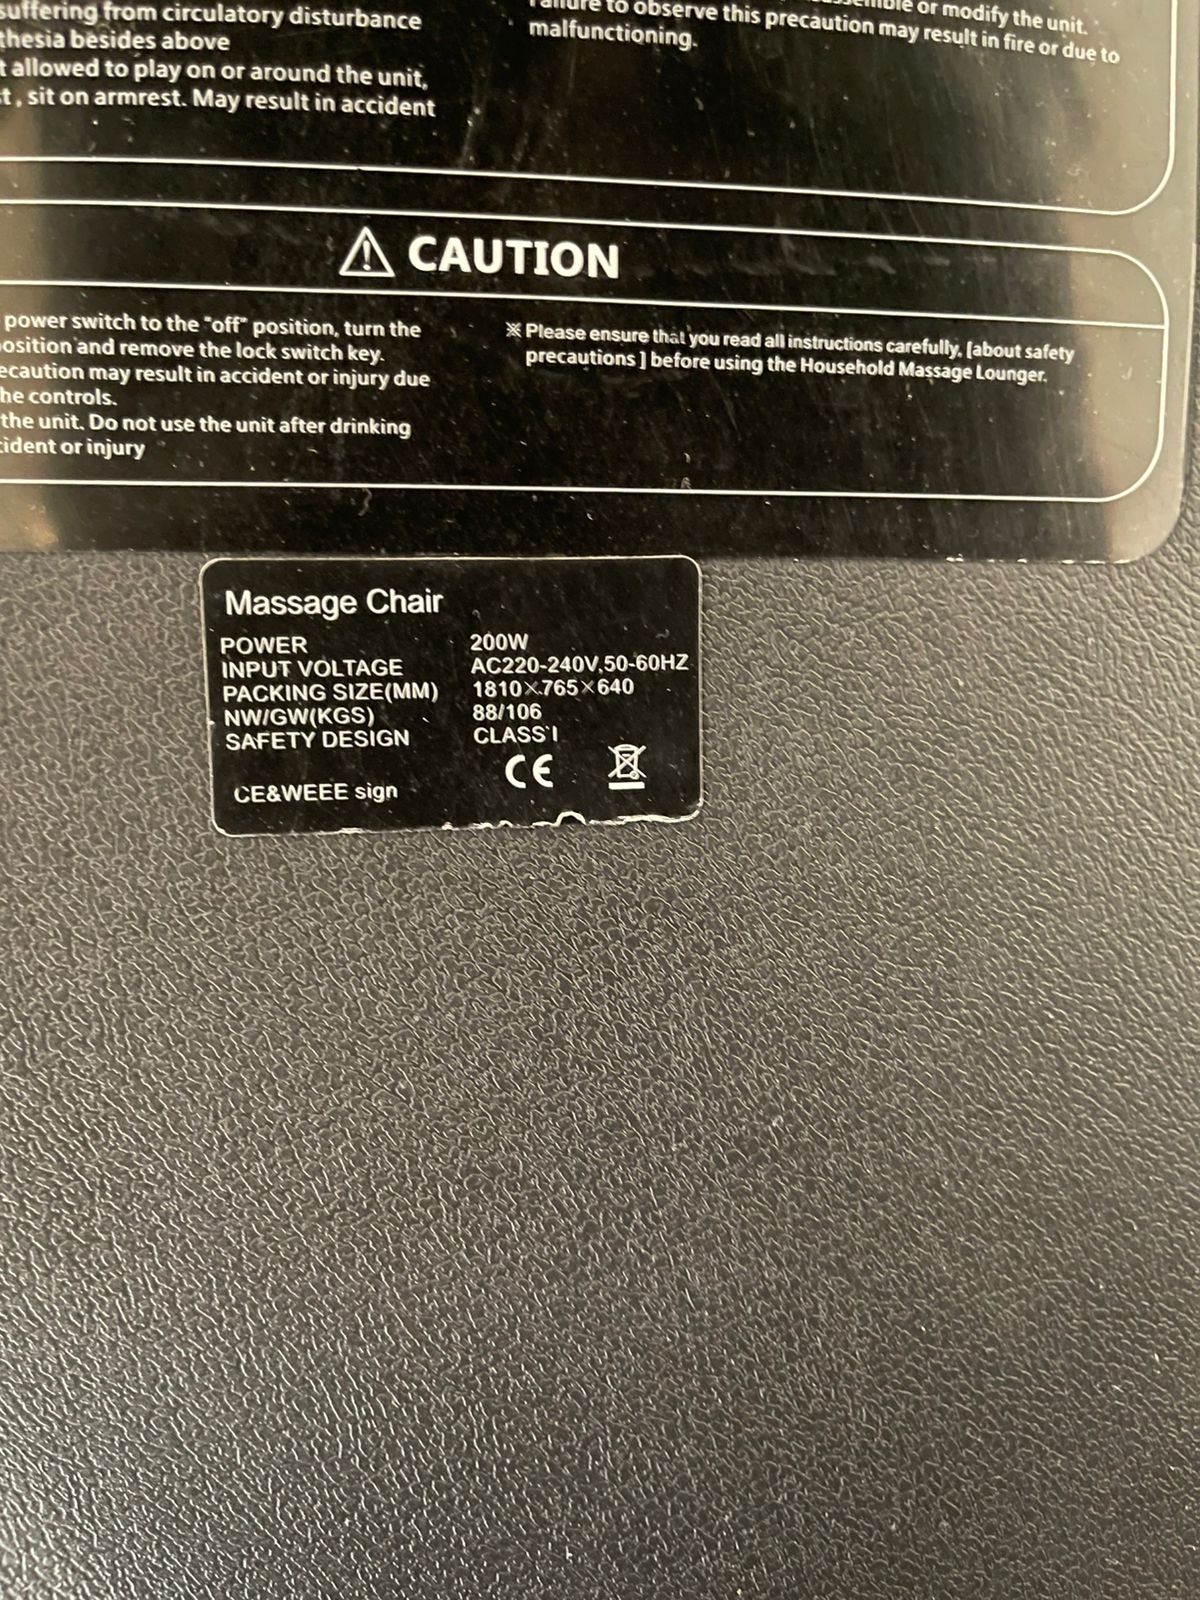 suffering from circulatory disturbance
thesia besides above
t allowed to play on or around the unit,
st , sit on armrest. May result in accident
or modify the unit.
Failure to observe this precaution may result in fire or due to
malfunctioning.
⚠ CAUTION
power switch to the "off" position, turn the
osition and remove the lock switch key.
ecaution may result in accident or injury due
he controls.
the unit. Do not use the unit after drinking
cident or injury
※ Please ensure that you read all instructions carefully, [about safety
precautions ] before using the Household Massage Lounger.
Massage Chair
POWER 200W
INPUT VOLTAGE AC220-240V,50-60HZ
PACKING SIZE(MM) 1810×765×640
NW/GW(KGS) 88/106
SAFETY DESIGN CLASS I
CE
CE&WEEE sign